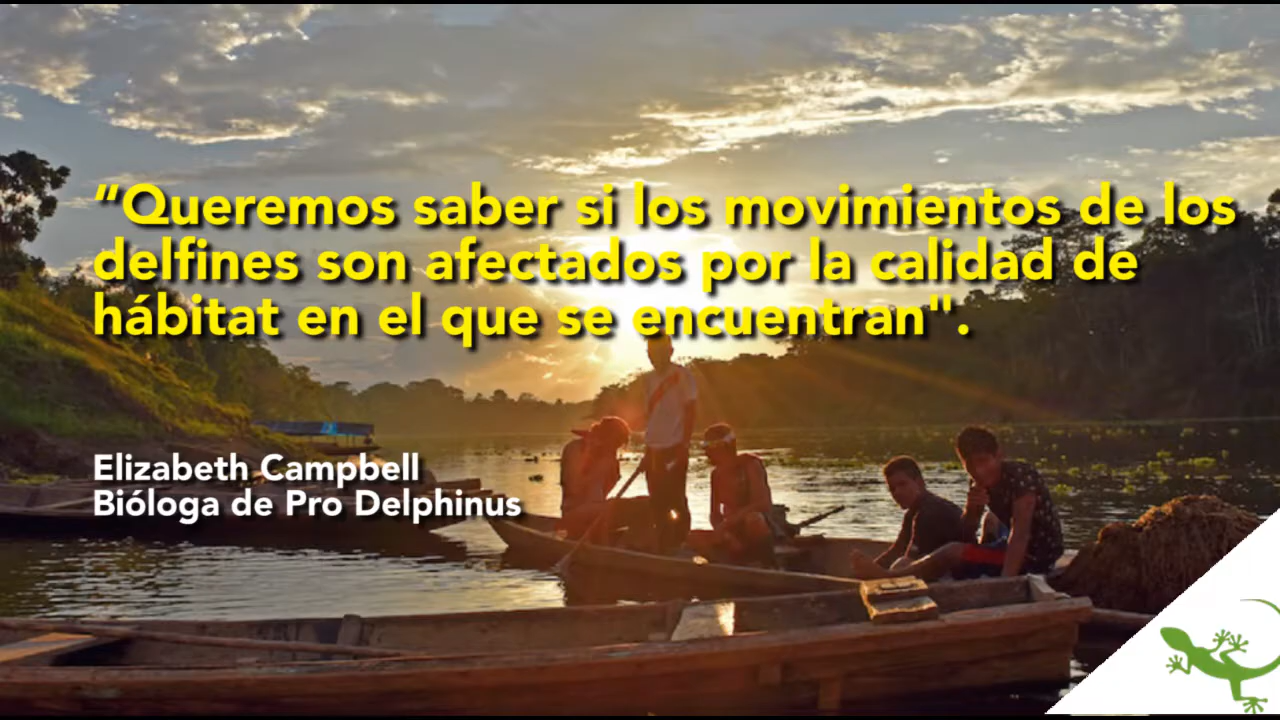 “Queremos saber si los movimientos de los
delfines son afectados por la calidad de
hábitat en el que se encuentran".
Elizabeth Campbell
Bióloga de Pro Delphinus